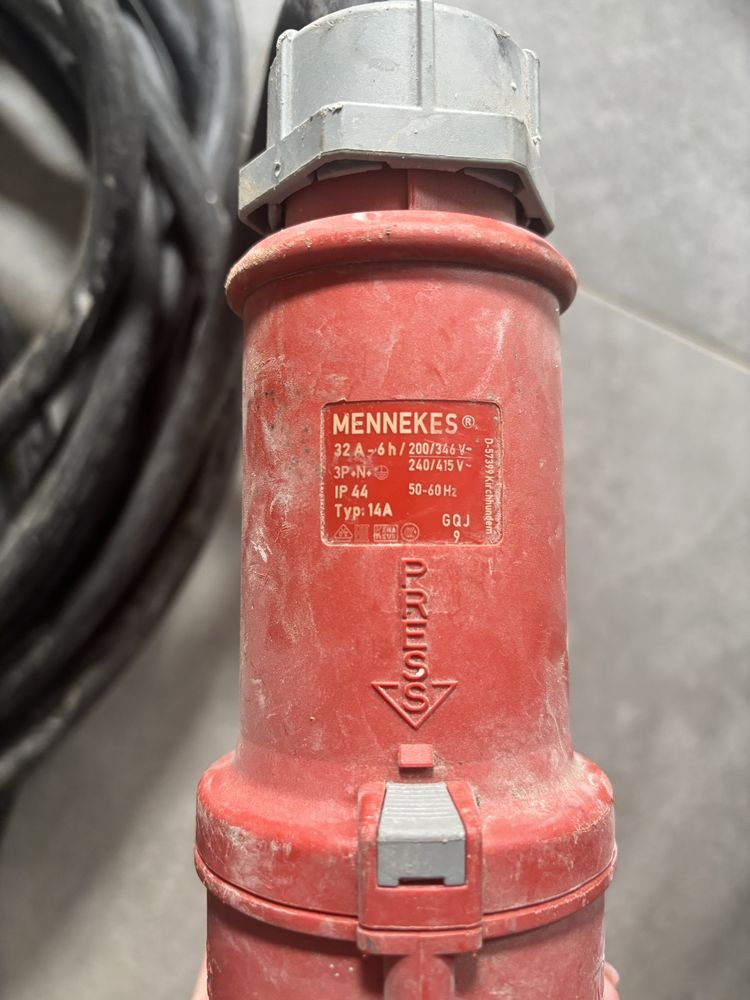 MENNEKES®
32 A - 6 h / 200/346 V~
240/415 V~
3P+N+
IP 44 50-60 Hz
Typ: 14A
GQJ
9
D-57399 Kirchhundem
PRESS